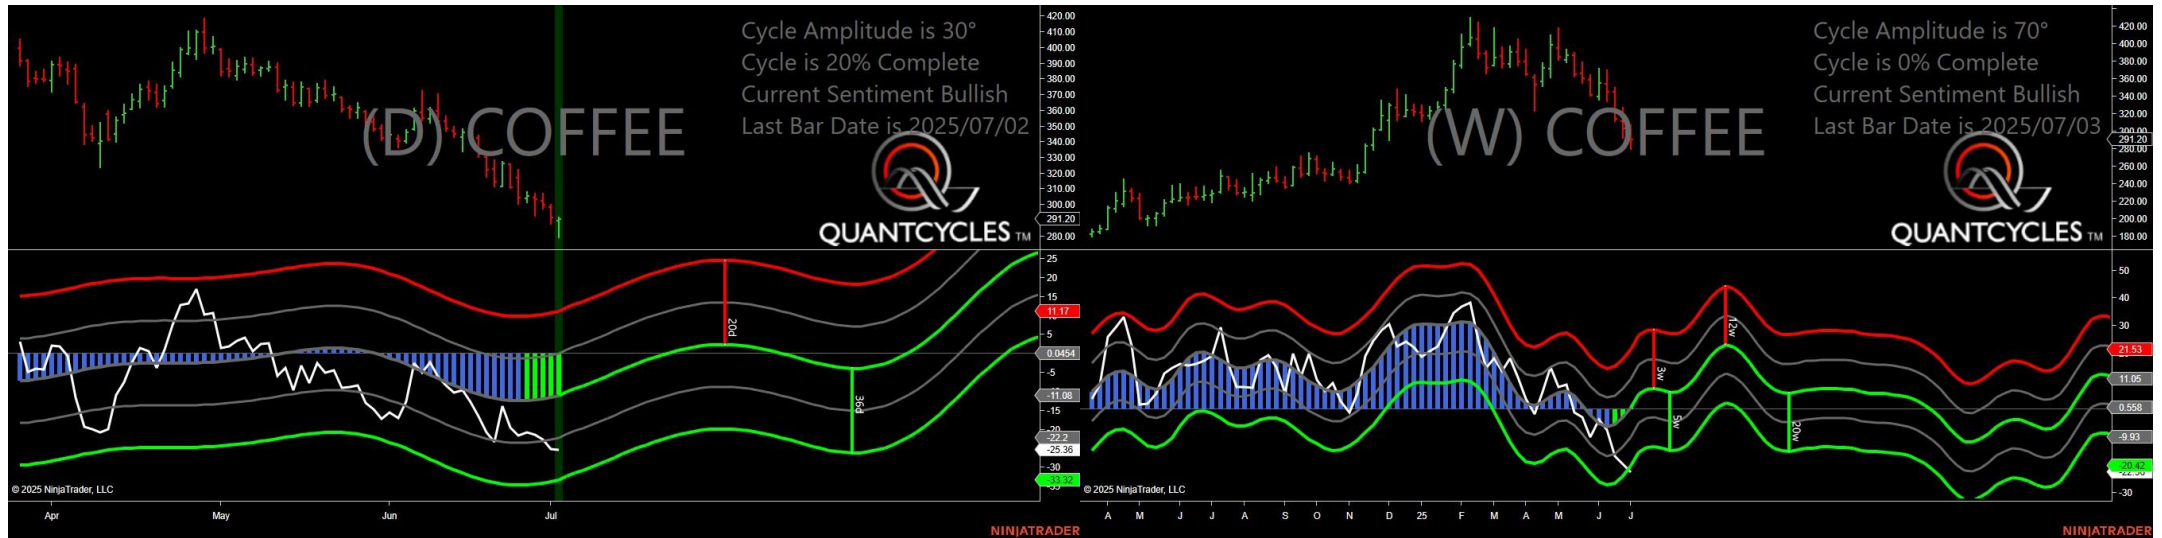 Cycle Amplitude is 30°
Cycle is 20% Complete
Current Sentiment Bullish
Last Bar Date is 2025/07/02
(D) COFFEE
QUANTCYCLES TM
420.00
410.00
400.00
390.00
380.00
370.00
360.00
350.00
340.00
330.00
320.00
310.00
300.00
291.20
280.00
25
20
15
11.17
5
0.0454
-5
-11.08
-15
-22.2
-25.36
-30
-33.32
20d
36d
© 2025 NinjaTrader, LLC
Apr May Jun Jul
NINJATRADER
Cycle Amplitude is 70°
Cycle is 0% Complete
Current Sentiment Bullish
Last Bar Date is 2025/07/03
(W) COFFEE
QUANTCYCLES TM
420.00
400.00
380.00
360.00
340.00
320.00
300.00
291.20
280.00
260.00
240.00
220.00
200.00
180.00
50
40
30
21.53
11.05
0.558
-9.93
-20.42
-30
3w
12w
5w
20w
© 2025 NinjaTrader, LLC
A M J J A S O N D 25 F M A M J J
NINJATRADER